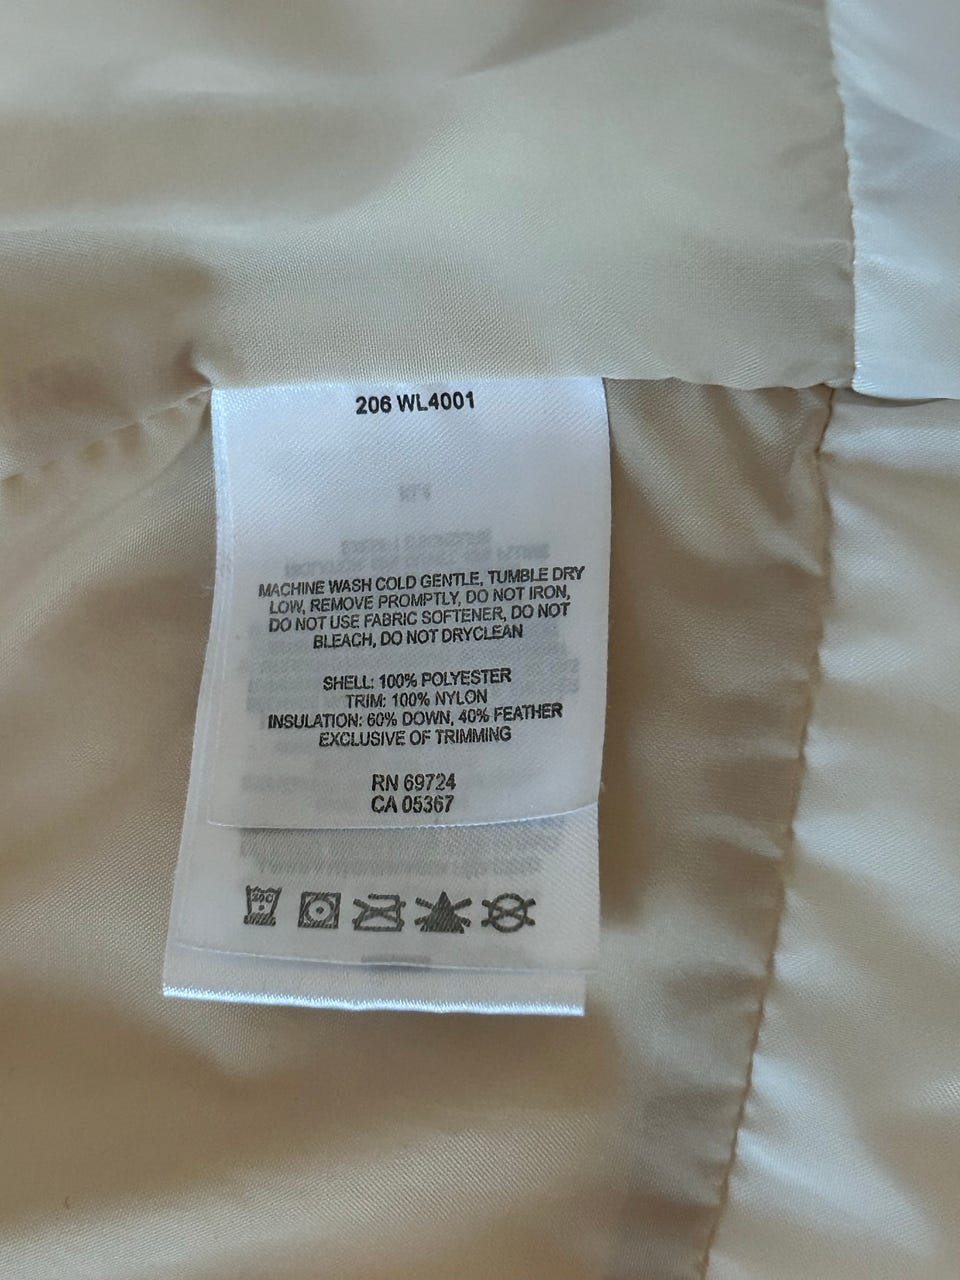 206 WL4001
MACHINE WASH COLD GENTLE, TUMBLE DRY
LOW, REMOVE PROMPTLY, DO NOT IRON,
DO NOT USE FABRIC SOFTENER, DO NOT
BLEACH, DO NOT DRYCLEAN
SHELL: 100% POLYESTER
TRIM: 100% NYLON
INSULATION: 60% DOWN, 40% FEATHER
EXCLUSIVE OF TRIMMING
RN 69724
CA 05367